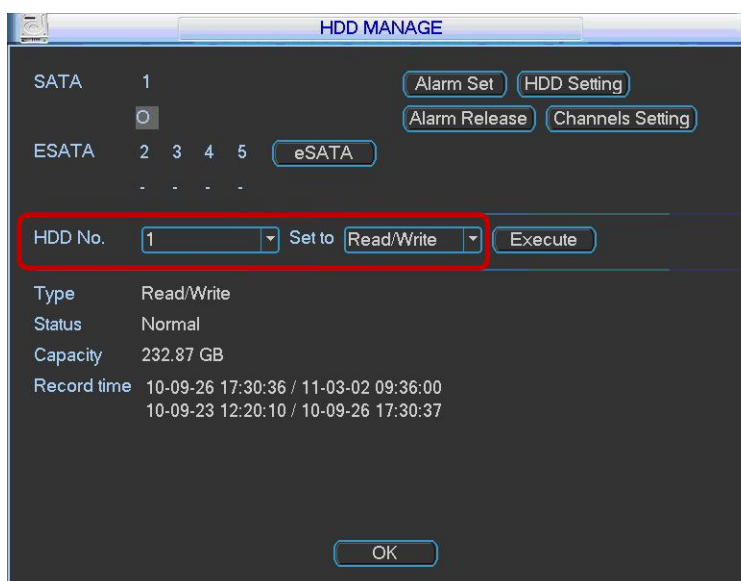 HDD MANAGE
SATA 1 Alarm Set HDD Setting
O Alarm Release Channels Setting
ESATA 2 3 4 5 eSATA
- - - -
HDD No. 1 Set to Read/Write Execute
Type Read/Write
Status Normal
Capacity 232.87 GB
Record time 10-09-26 17:30:36 / 11-03-02 09:36:00
10-09-23 12:20:10 / 10-09-26 17:30:37
OK